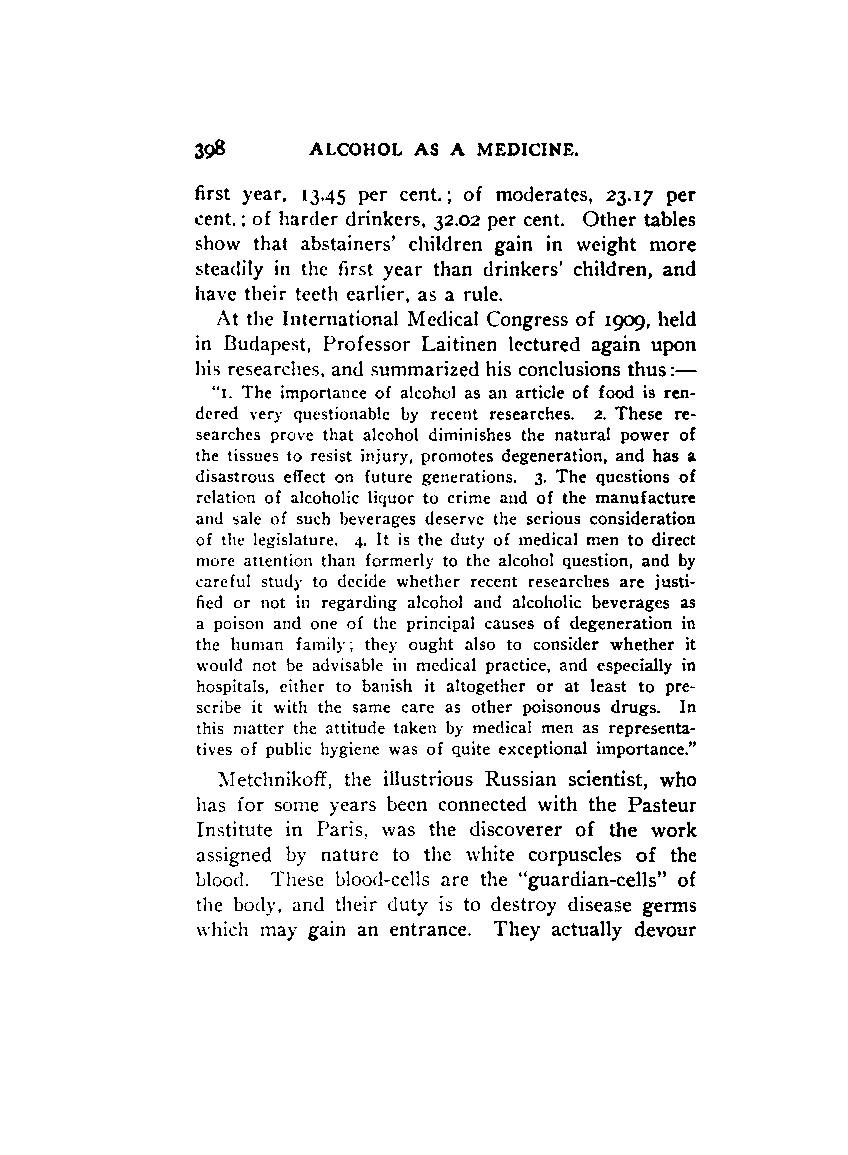 398 ALCOHOL AS A MEDICINE.
first year, 13.45 per cent.; of moderates, 23.17 per
cent.; of harder drinkers, 32.02 per cent. Other tables
show that abstainers’ children gain in weight more
steadily in the first year than drinkers’ children, and
have their teeth earlier, as a rule.
At the International Medical Congress of 1909, held
in Budapest, Professor Laitinen lectured again upon
his researches, and summarized his conclusions thus:—
“1. The importance of alcohol as an article of food is ren-
dered very questionable by recent researches. 2. These re-
searches prove that alcohol diminishes the natural power of
the tissues to resist injury, promotes degeneration, and has a
disastrous effect on future generations. 3. The questions of
relation of alcoholic liquor to crime and of the manufacture
and sale of such beverages deserve the serious consideration
of the legislature. 4. It is the duty of medical men to direct
more attention than formerly to the alcohol question, and by
careful study to decide whether recent researches are justi-
fied or not in regarding alcohol and alcoholic beverages as
a poison and one of the principal causes of degeneration in
the human family; they ought also to consider whether it
would not be advisable in medical practice, and especially in
hospitals, either to banish it altogether or at least to pre-
scribe it with the same care as other poisonous drugs. In
this matter the attitude taken by medical men as representa-
tives of public hygiene was of quite exceptional importance.”
Metchnikoff, the illustrious Russian scientist, who
has for some years been connected with the Pasteur
Institute in Paris, was the discoverer of the work
assigned by nature to the white corpuscles of the
blood. These blood-cells are the “guardian-cells” of
the body, and their duty is to destroy disease germs
which may gain an entrance. They actually devour